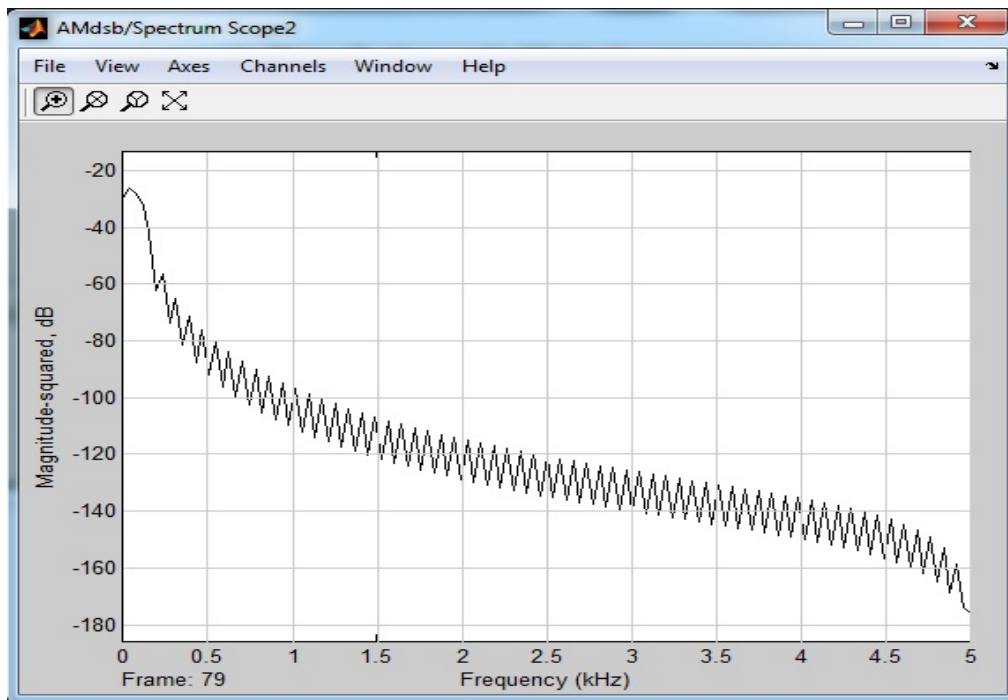 AMdsb/Spectrum Scope2
File View Axes Channels Window Help
-20
-40
-60
-80
-100
-120
-140
-160
-180
Magnitude-squared, dB
0 0.5 1 1.5 2 2.5 3 3.5 4 4.5 5
Frame: 79 Frequency (kHz)